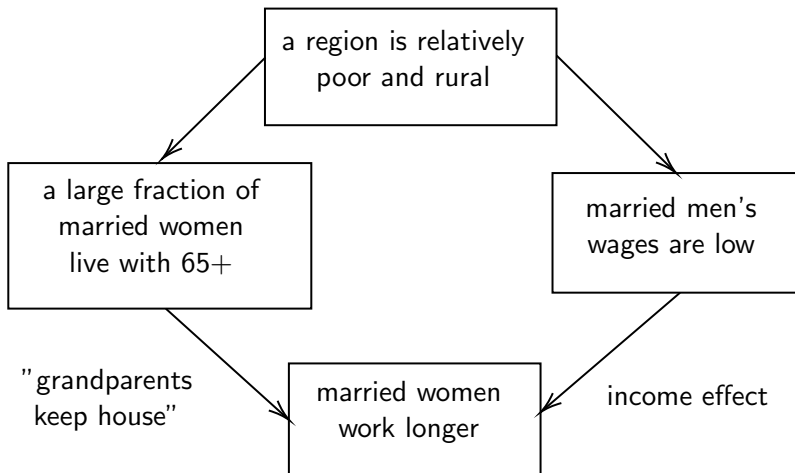 a region is relatively
poor and rural
a large fraction of
married women
live with 65+
married men's
wages are low
"grandparents
keep house"
married women
work longer
income effect